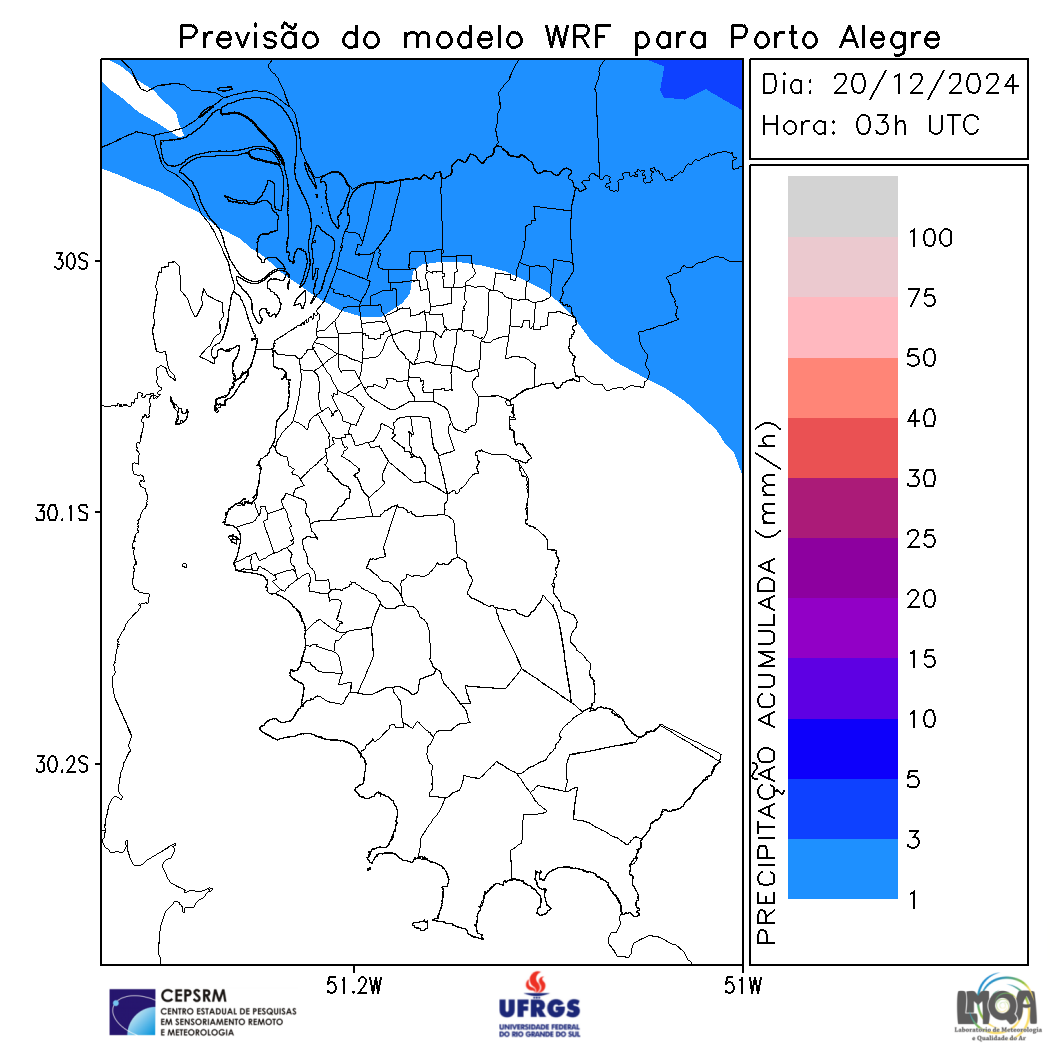 Previsão do modelo WRF para Porto Alegre
Dia: 20/12/2024
Hora: 03h UTC
30S
30.1S
30.2S
51.2W
51W
PRECIPITAÇÃO ACUMULADA (mm/h)
100
75
50
40
30
25
20
15
10
5
3
1
CEPSRM
CENTRO ESTADUAL DE PESQUISAS
EM SENSORIAMENTO REMOTO
E METEOROLOGIA
UFRGS
UNIVERSIDADE FEDERAL
DO RIO GRANDE DO SUL
LMQA
Laboratório de Meteorologia
e Qualidade do Ar